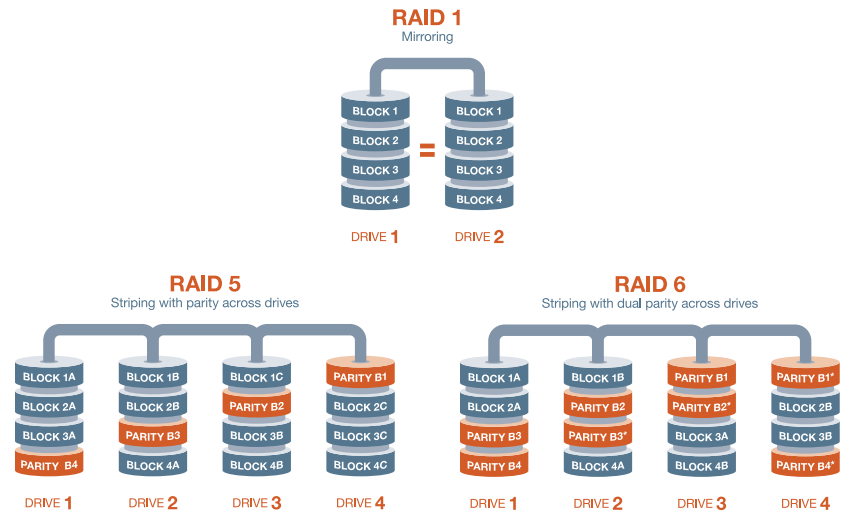 RAID 1
Mirroring
BLOCK 1
BLOCK 2
BLOCK 3
BLOCK 4
DRIVE 1
=
BLOCK 1
BLOCK 2
BLOCK 3
BLOCK 4
DRIVE 2
RAID 5
Striping with parity across drives
BLOCK 1A
BLOCK 2A
BLOCK 3A
PARITY B4
DRIVE 1
BLOCK 1B
BLOCK 2B
PARITY B3
BLOCK 4A
DRIVE 2
BLOCK 1C
PARITY B2
BLOCK 3B
BLOCK 4B
DRIVE 3
PARITY B1
BLOCK 2C
BLOCK 3C
BLOCK 4C
DRIVE 4
RAID 6
Striping with dual parity across drives
BLOCK 1A
BLOCK 2A
PARITY B3
PARITY B4
DRIVE 1
BLOCK 1B
PARITY B2
PARITY B3*
BLOCK 4A
DRIVE 2
PARITY B1
PARITY B2*
BLOCK 3A
BLOCK 4B
DRIVE 3
PARITY B1*
BLOCK 2B
BLOCK 3B
PARITY B4*
DRIVE 4